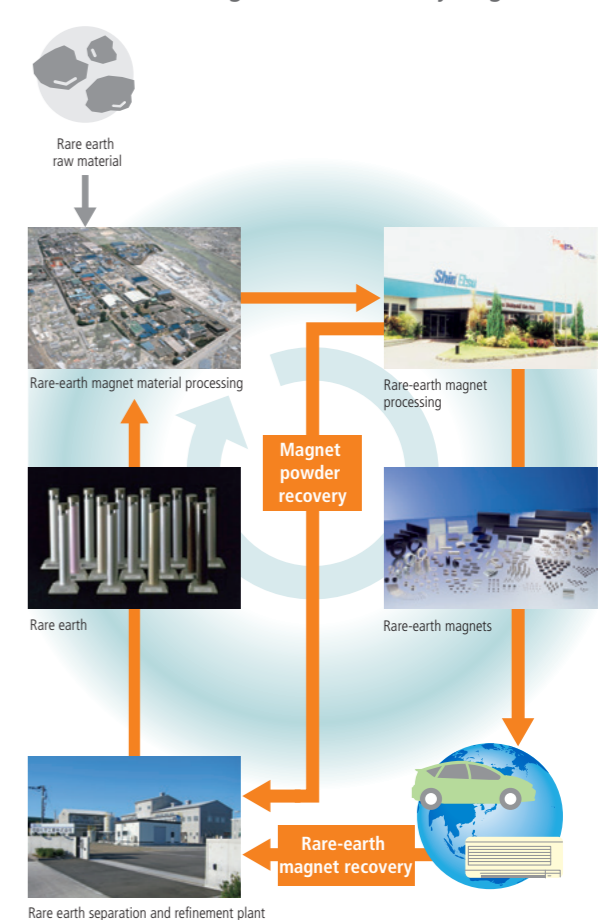 Rare earth
raw material
Rare-earth magnet material processing
Shin Etsu
Rare-earth magnet
processing
Magnet
powder
recovery
Rare earth
Rare-earth magnets
Rare-earth
magnet recovery
Rare earth separation and refinement plant